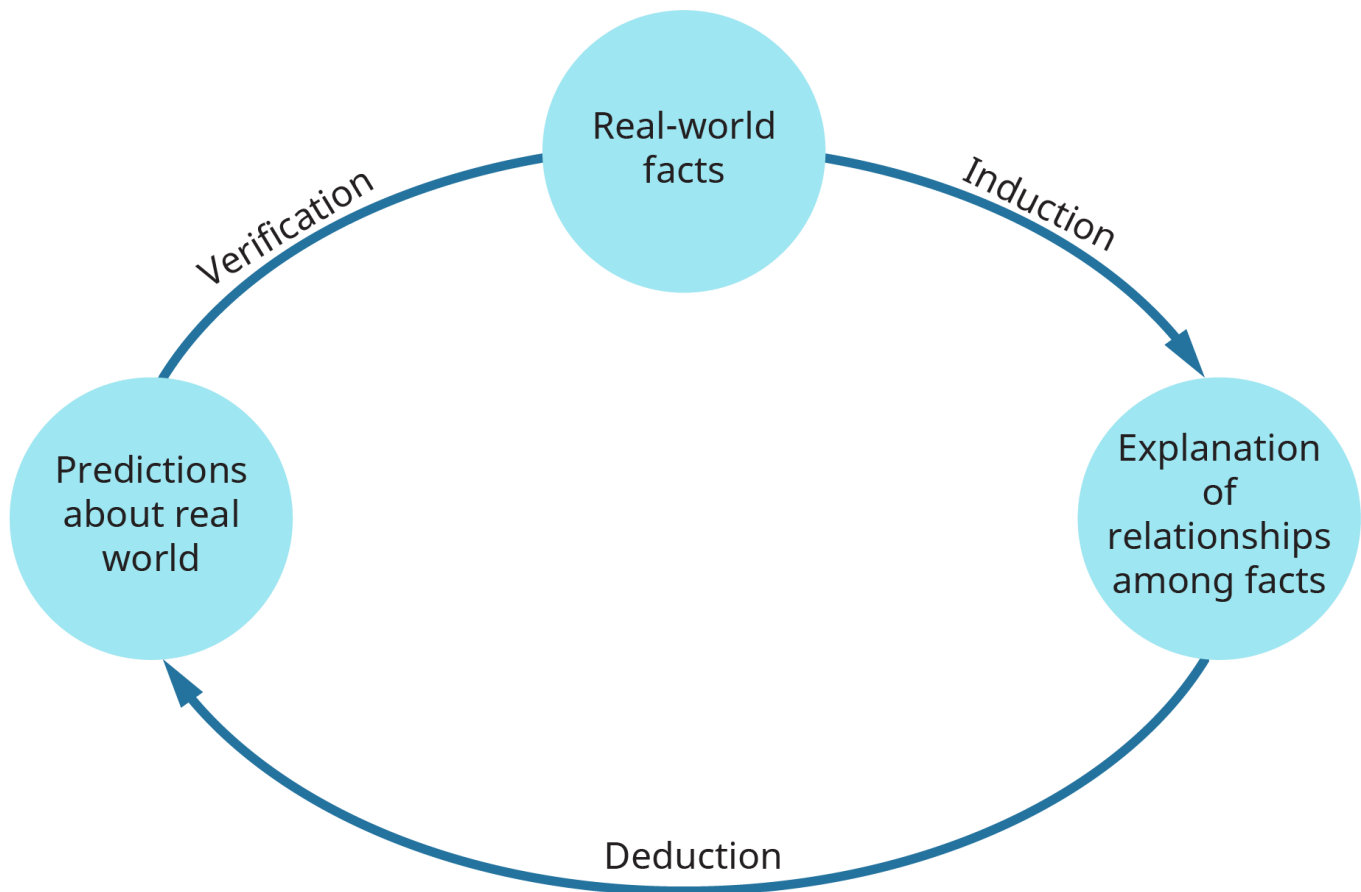 Real-world
facts
Induction
Verification
Explanation
of
relationships
among facts
Predictions
about real
world
Deduction